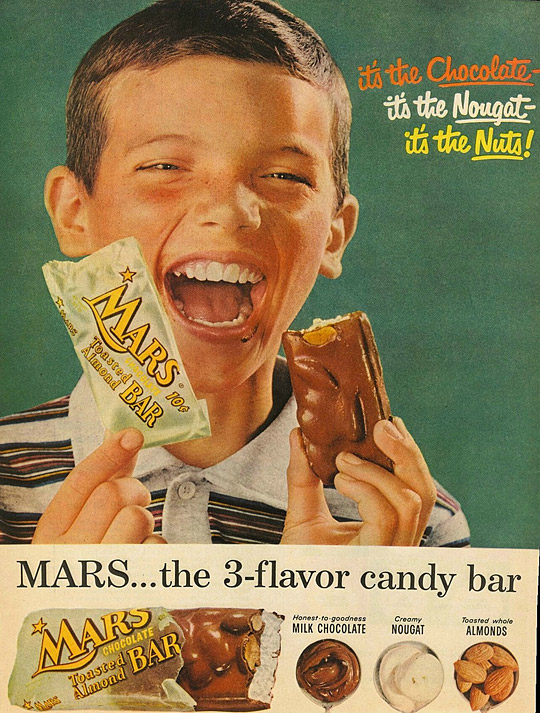 it's the Chocolate-
it's the Nougat-
it's the Nuts!
MARS
Toasted
Almond BAR
10¢
MARS...the 3-flavor candy bar
MARS
CHOCOLATE
Toasted
Almond BAR
MARS
Honest-to-goodness
MILK CHOCOLATE
Creamy
NOUGAT
Toasted whole
ALMONDS